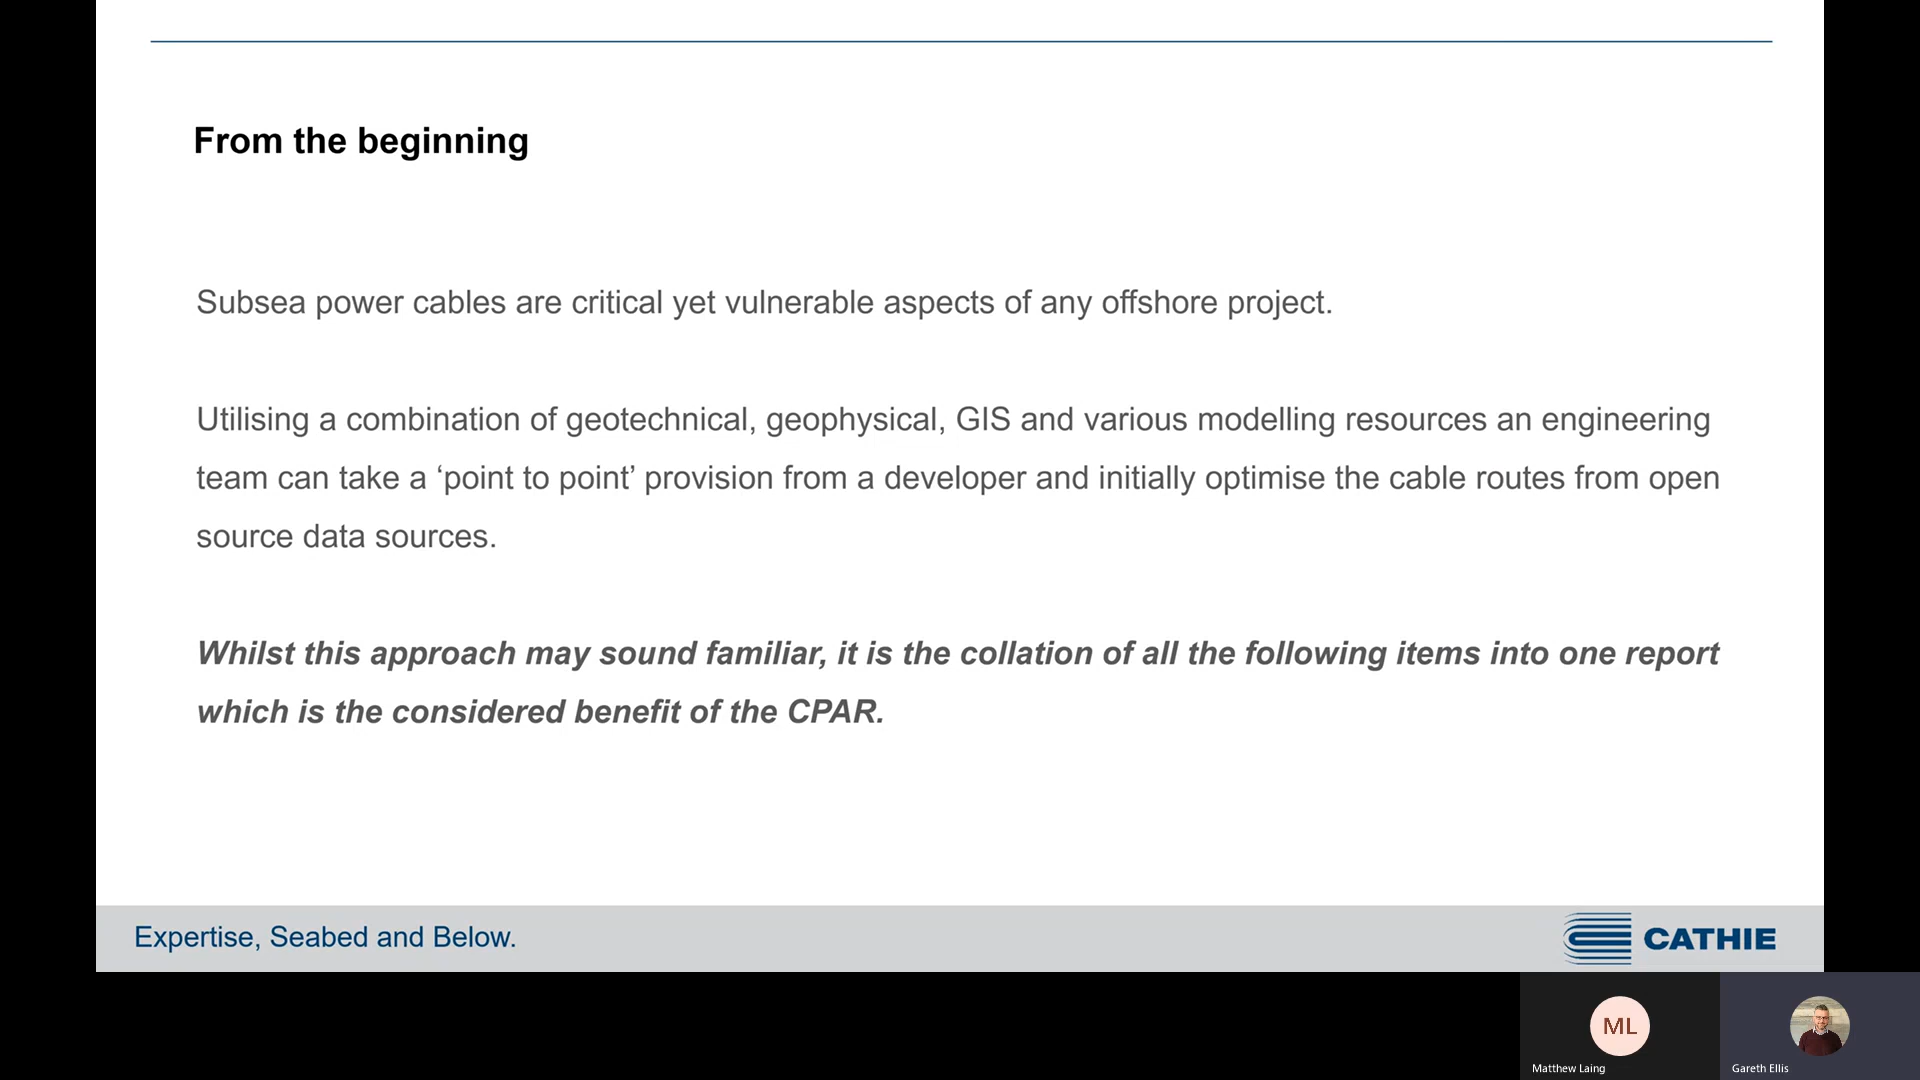 From the beginning
Subsea power cables are critical yet vulnerable aspects of any offshore project.
Utilising a combination of geotechnical, geophysical, GIS and various modelling resources an engineering
team can take a ‘point to point’ provision from a developer and initially optimise the cable routes from open
source data sources.
Whilst this approach may sound familiar, it is the collation of all the following items into one report
which is the considered benefit of the CPAR.
Expertise, Seabed and Below.
CATHIE
ML
Matthew Laing
Gareth Ellis